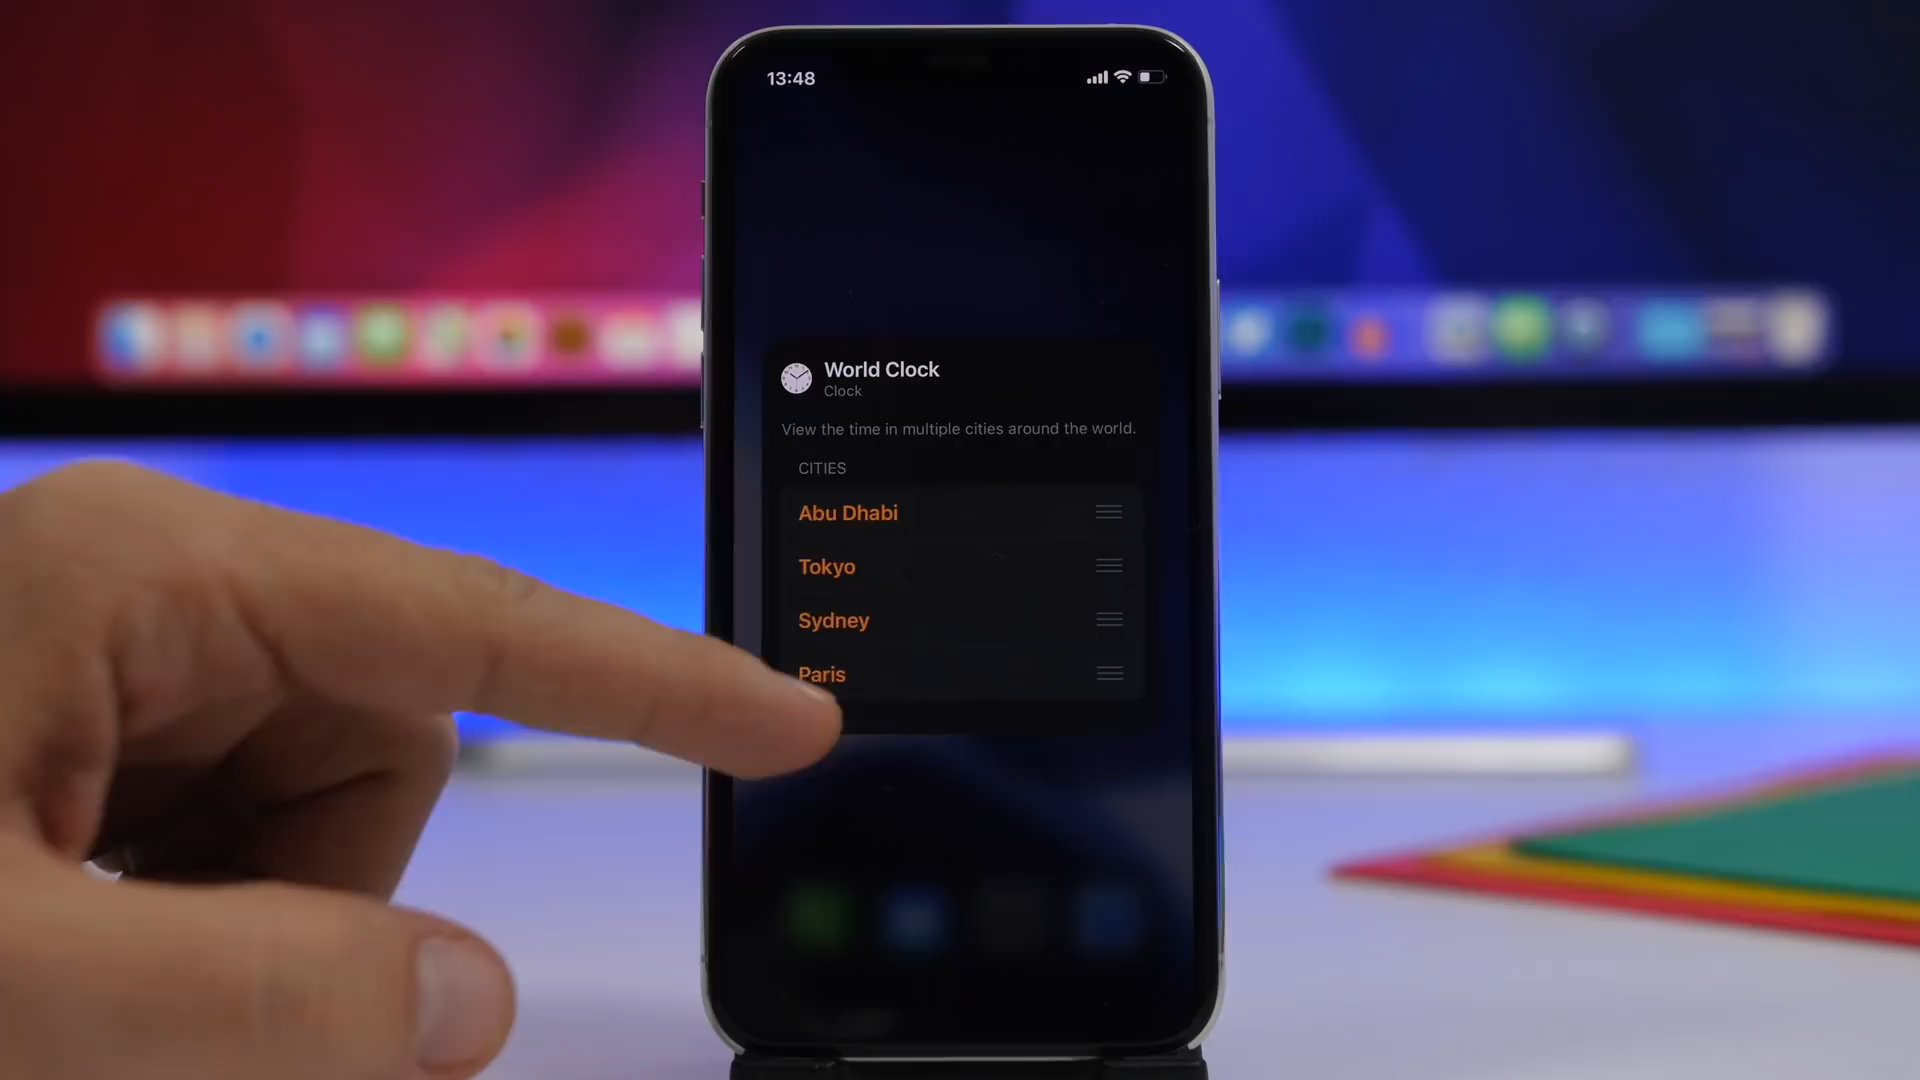 13:48
World Clock
Clock
View the time in multiple cities around the world.
CITIES
Abu Dhabi
Tokyo
Sydney
Paris